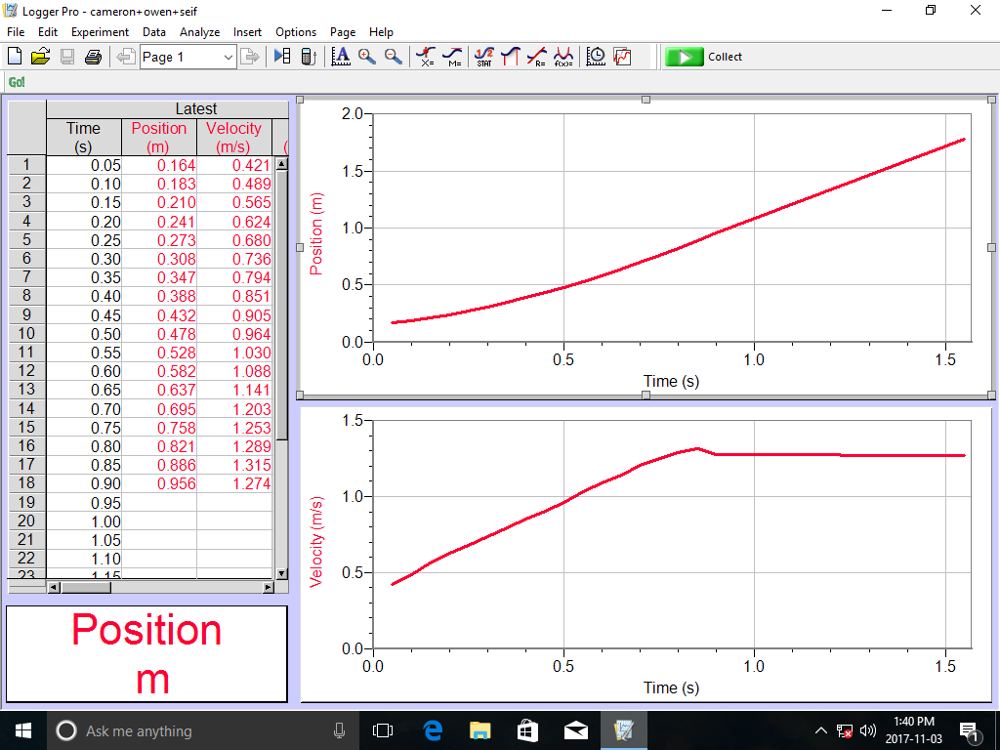 Logger Pro - cameron+owen+seif
File Edit Experiment Data Analyze Insert Options Page Help
Page 1 X= M= 1/2 STAT R= f(x)= Collect
Go!
Latest
Time Position Velocity
(s) (m) (m/s) (
1 0.05 0.164 0.421
2 0.10 0.183 0.489
3 0.15 0.210 0.565
4 0.20 0.241 0.624
5 0.25 0.273 0.680
6 0.30 0.308 0.736
7 0.35 0.347 0.794
8 0.40 0.388 0.851
9 0.45 0.432 0.905
10 0.50 0.478 0.964
11 0.55 0.528 1.030
12 0.60 0.582 1.088
13 0.65 0.637 1.141
14 0.70 0.695 1.203
15 0.75 0.758 1.253
16 0.80 0.821 1.289
17 0.85 0.886 1.315
18 0.90 0.956 1.274
19 0.95
20 1.00
21 1.05
22 1.10
23 1.15
Position
m
2.0
1.5
1.0
0.5
0.0
Position (m)
0.0 0.5 1.0 1.5
Time (s)
1.5
1.0
0.5
0.0
Velocity (m/s)
0.0 0.5 1.0 1.5
Time (s)
Ask me anything
1:40 PM
2017-11-03
1